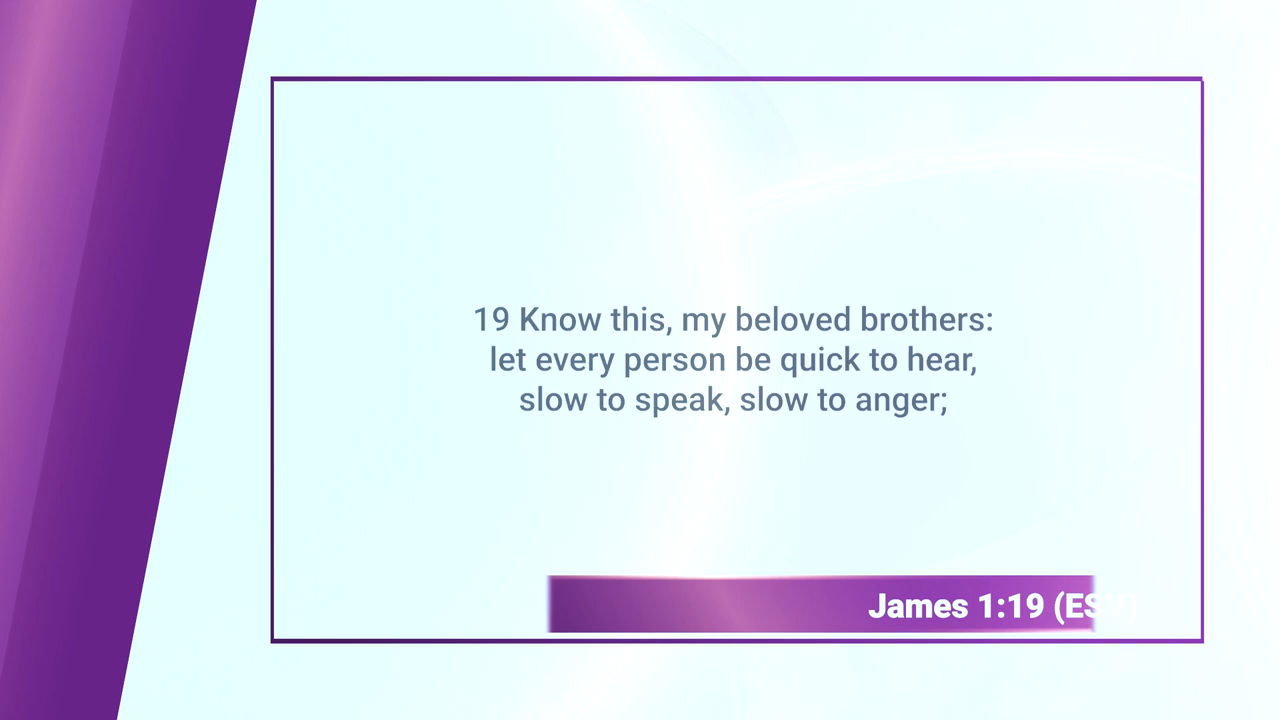 19 Know this, my beloved brothers:
let every person be quick to hear,
slow to speak, slow to anger;
James 1:19 (ESV)